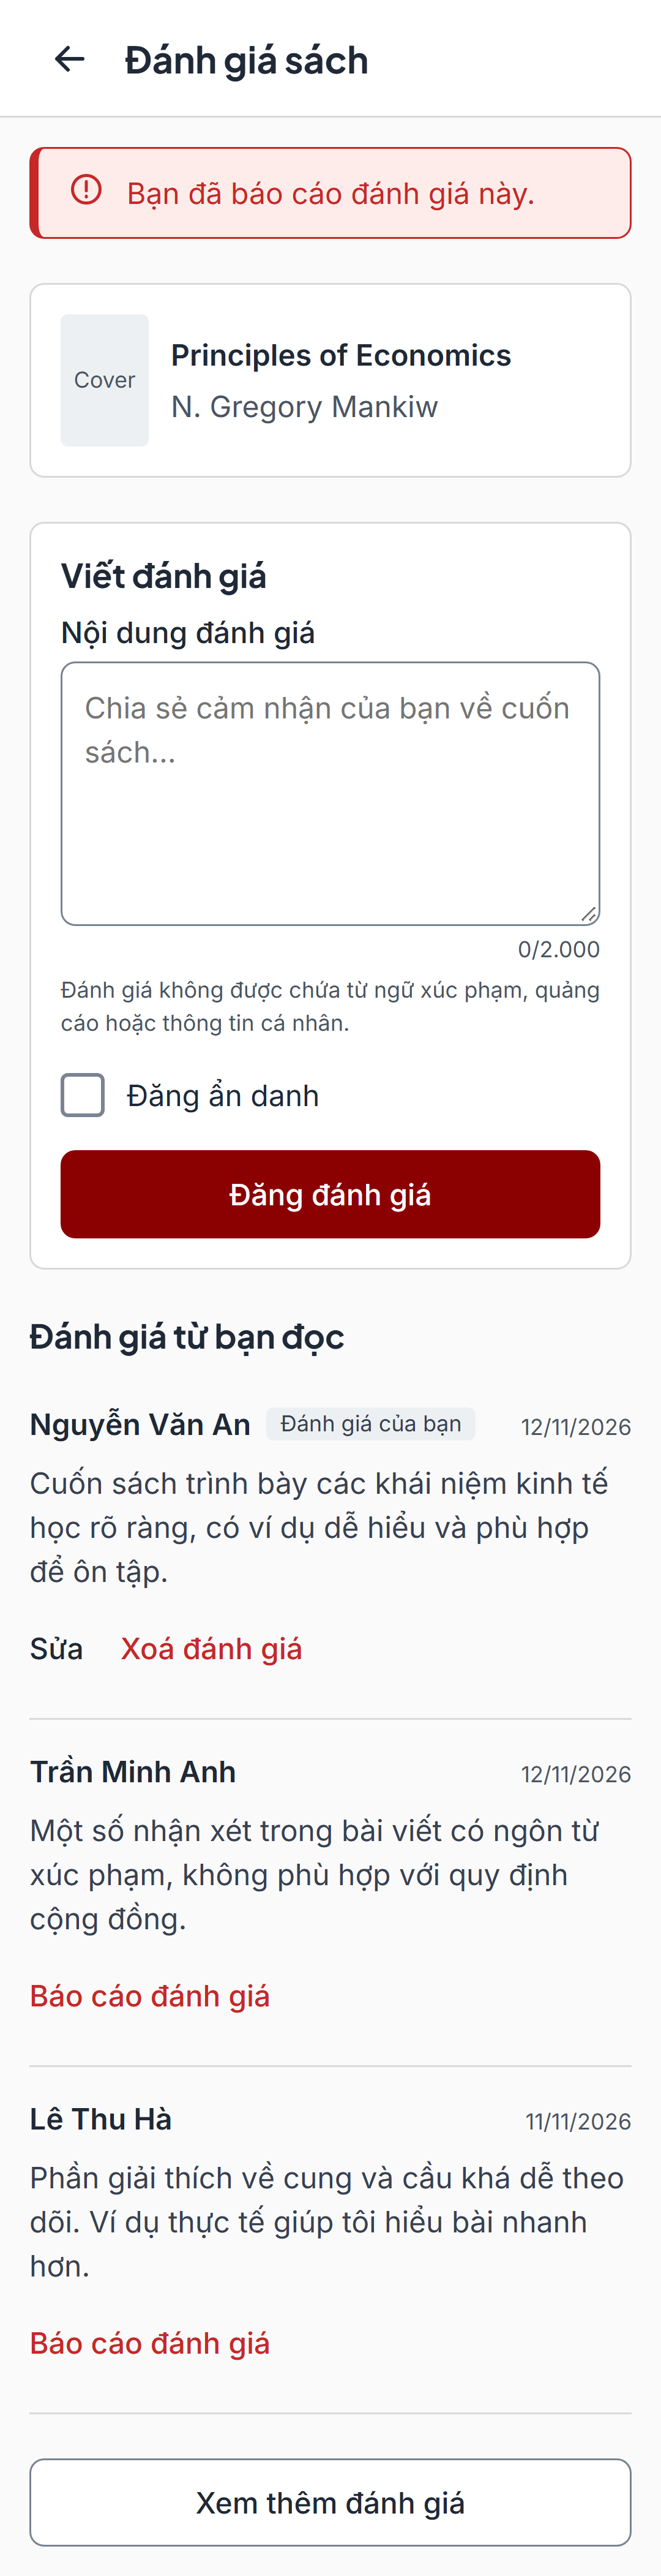 Đánh giá sách
Bạn đã báo cáo đánh giá này.
Cover
Principles of Economics
N. Gregory Mankiw
Viết đánh giá
Nội dung đánh giá
Chia sẻ cảm nhận của bạn về cuốn
sách...
0/2.000
Đánh giá không được chứa từ ngữ xúc phạm, quảng
cáo hoặc thông tin cá nhân.
Đăng ẩn danh
Đăng đánh giá
Đánh giá từ bạn đọc
Nguyễn Văn An Đánh giá của bạn 12/11/2026
Cuốn sách trình bày các khái niệm kinh tế
học rõ ràng, có ví dụ dễ hiểu và phù hợp
để ôn tập.
Sửa Xoá đánh giá
Trần Minh Anh 12/11/2026
Một số nhận xét trong bài viết có ngôn từ
xúc phạm, không phù hợp với quy định
cộng đồng.
Báo cáo đánh giá
Lê Thu Hà 11/11/2026
Phần giải thích về cung và cầu khá dễ theo
dõi. Ví dụ thực tế giúp tôi hiểu bài nhanh
hơn.
Báo cáo đánh giá
Xem thêm đánh giá